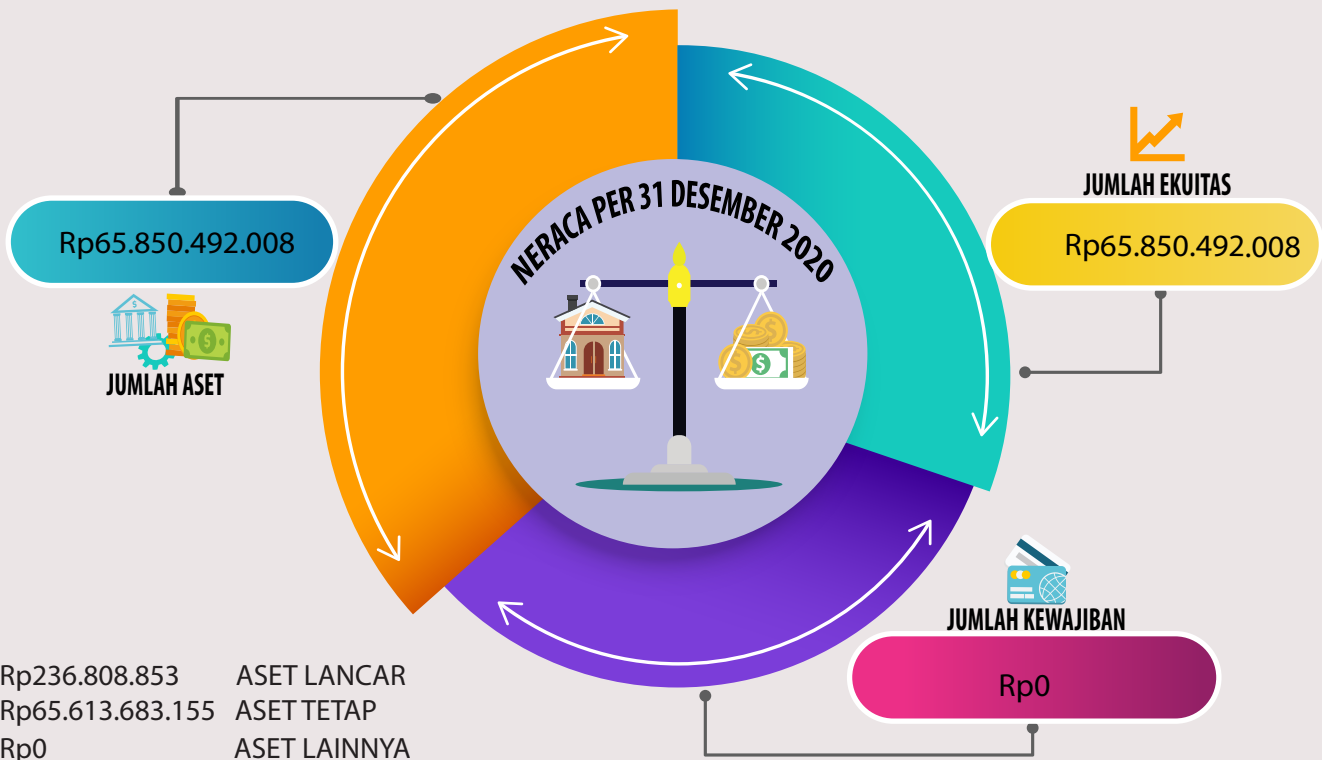 NERACA PER 31 DESEMBER 2020
Rp65.850.492.008
JUMLAH ASET
JUMLAH EKUITAS
Rp65.850.492.008
JUMLAH KEWAJIBAN
Rp0
Rp236.808.853 ASET LANCAR
Rp65.613.683.155 ASET TETAP
Rp0 ASET LAINNYA